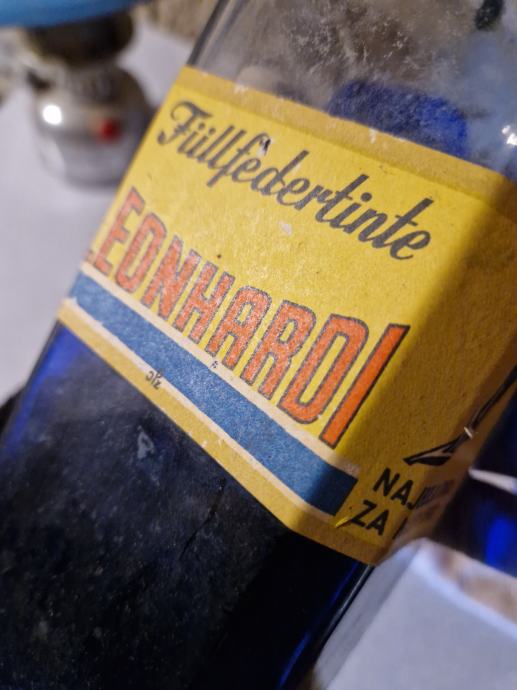 Füllfedertinte
LEONHARDI
NAJ
ZA